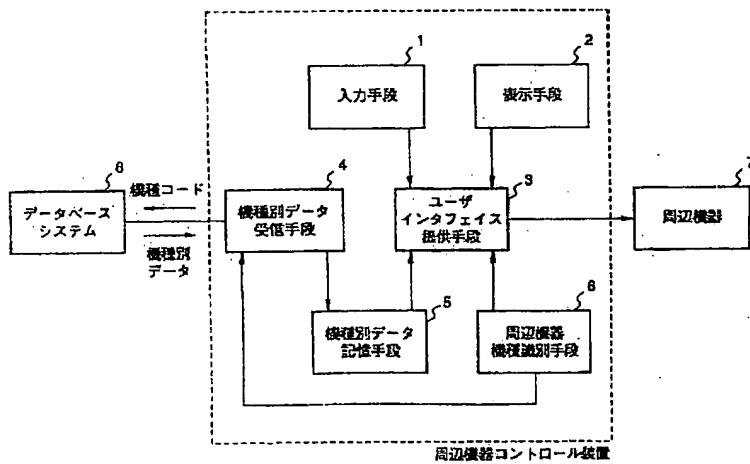 1
入力手段
2
表示手段
8
データベース
システム
機種コード
機種別
データ
4
機種別データ
受信手段
3
ユーザ
インタフェイス
提供手段
7
周辺機器
5
機種別データ
記憶手段
6
周辺機器
機種識別手段
周辺機器コントロール装置